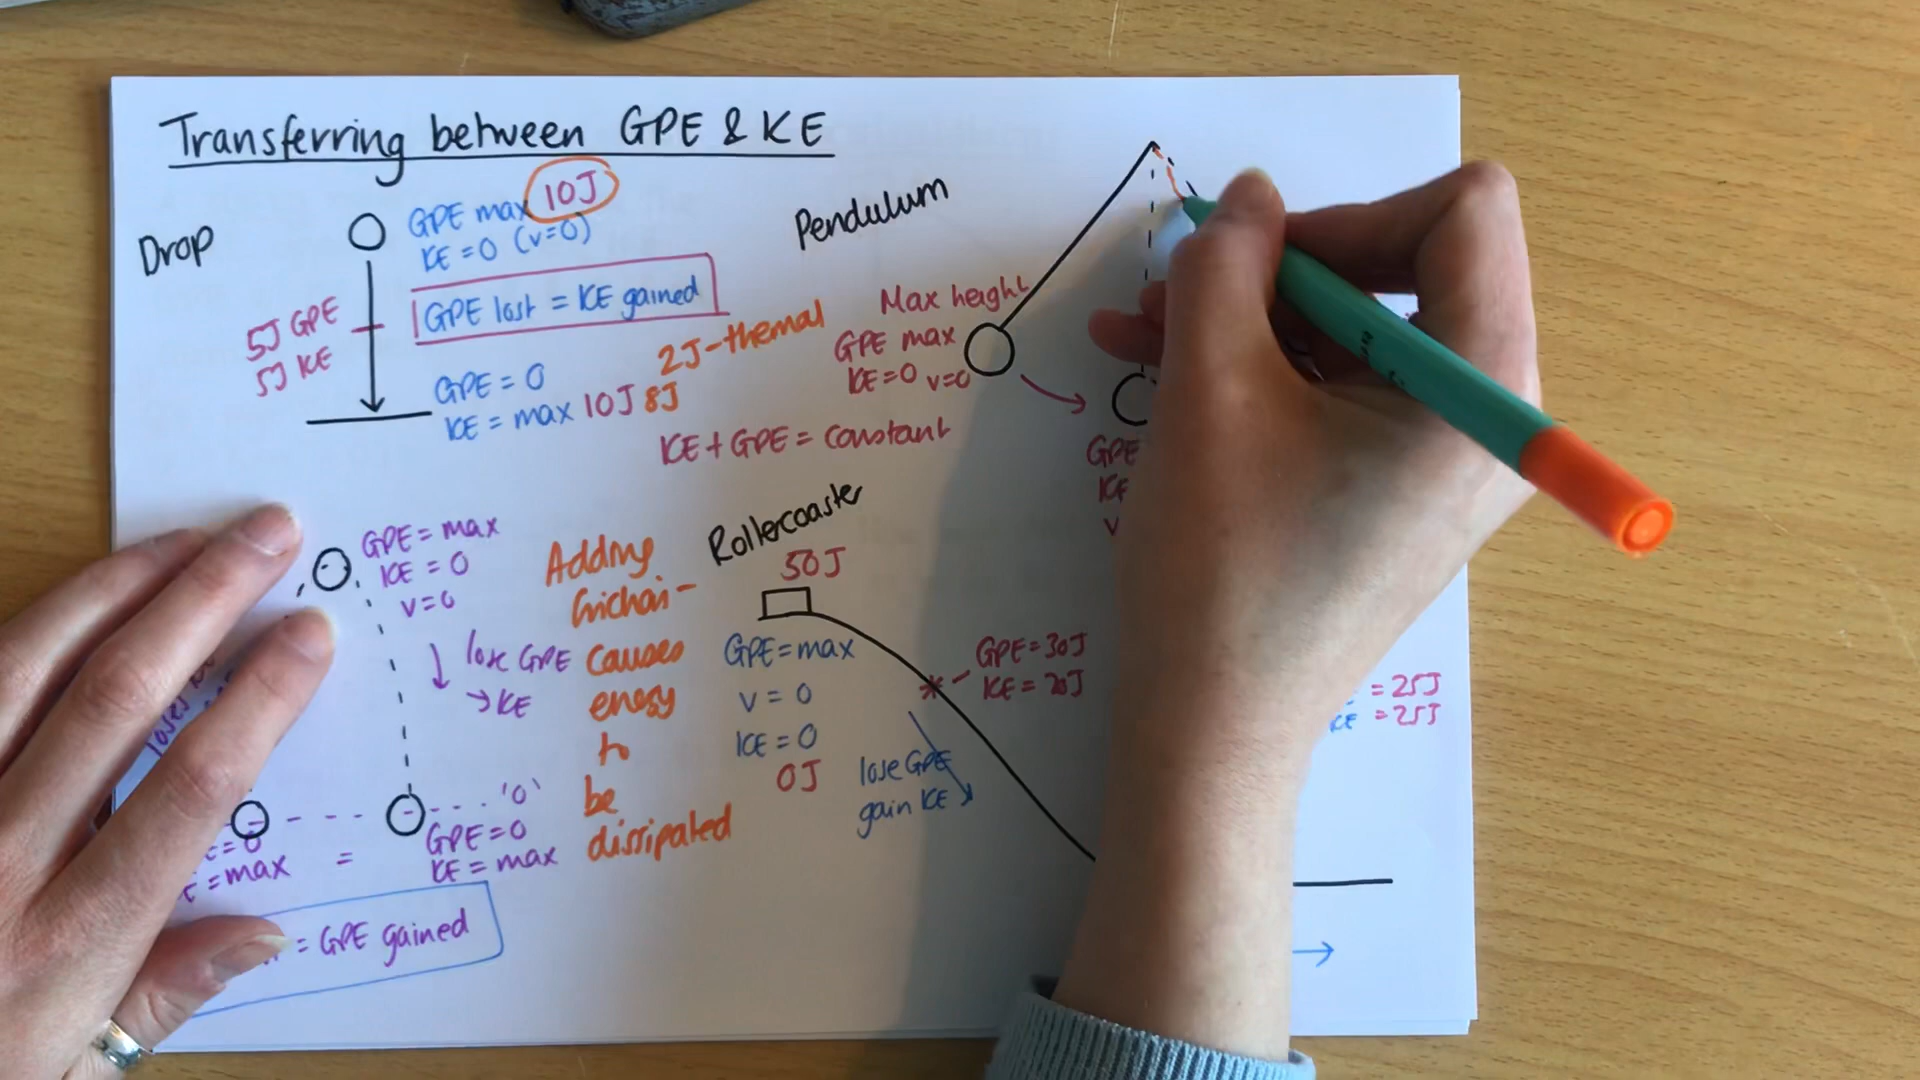 Transferring between GPE & KE
Drop
GPE max 10J
KE = 0 (v=0)
GPE lost = KE gained
5J GPE
5J KE
GPE = 0
KE = max 10J 8J
2J-thermal
KE + GPE = constant
Pendulum
Max height
GPE max
KE=0 v=0
GPE
KE
V
GPE = max
KE = 0
v=0
lose GPE
→ KE
loses
'0'
GPE=0
KE = max
= 0
= max
=
= GPE gained
Adding
causes
energy
to
be
dissipated
Rollercoaster
50J
GPE=max
V = 0
KE = 0
0J
GPE=30J
KE = 20J
lose GPE
gain KE
= 25J
KE = 25J